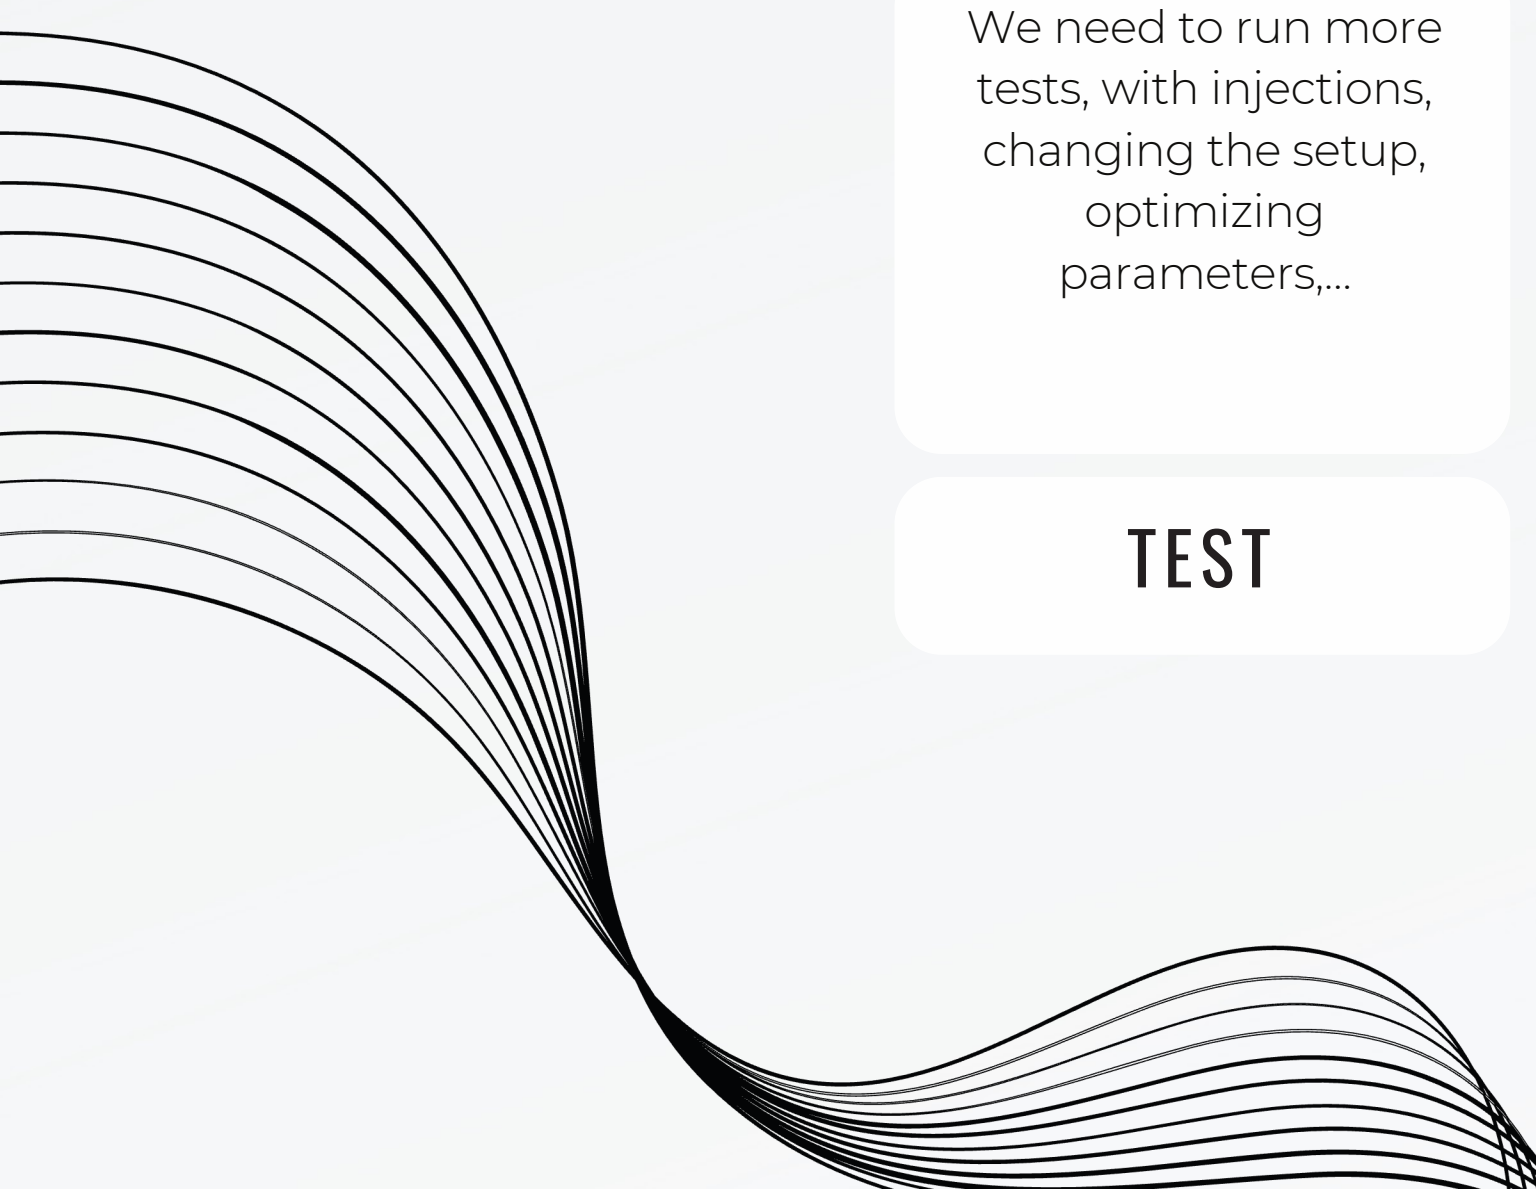 We need to run more
tests, with injections,
changing the setup,
optimizing
parameters,...
TEST